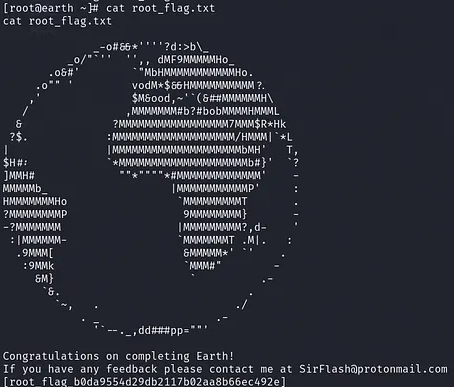 [root@earth ~]# cat root_flag.txt
cat root_flag.txt
              _-o#&&*''''?d:>b\_
          _o/"`''  '',, dMF9MMMMMHo_
       .o&#'        `"MbHMMMMMMMMMMMHo.
     .o"" '         vodM*$&&HMMMMMMMMMM?.
    ,'              $M&ood,~'`(&##MMMMMMH\
   /               ,MMMMMMM#b?#bobMMMMHMMML
  &              ?MMMMMMMMMMMMMMMMM7MMM$R*Hk
 ?$.            :MMMMMMMMMMMMMMMMMMM/HMMM|`*L
|               |MMMMMMMMMMMMMMMMMMMMbMH'   T,
$H#:            `*MMMMMMMMMMMMMMMMMMMMb#}'  `?
]MMH#             ""*""""*#MMMMMMMMMMMMM'    -
MMMMMb_                   |MMMMMMMMMMMP'     :
HMMMMMMMHo                 `MMMMMMMMMT       .
?MMMMMMMMP                  9MMMMMMMM}       -
-?MMMMMMM                  |MMMMMMMMM?,d-    '
 :|MMMMMM-                 `MMMMMMMT .M|.   :
  .9MMM[                    &MMMMM*' `'    .
   :9MMk                    `MMM#"        -
     &M}                     `          .-
      `&.                             .
        `~,   .                     ./
            . _                  .-
              '`--._,dd###pp=""'
Congratulations on completing Earth!
If you have any feedback please contact me at SirFlash@protonmail.com
[root_flag_b0da9554d29db2117b02aa8b66ec492e]